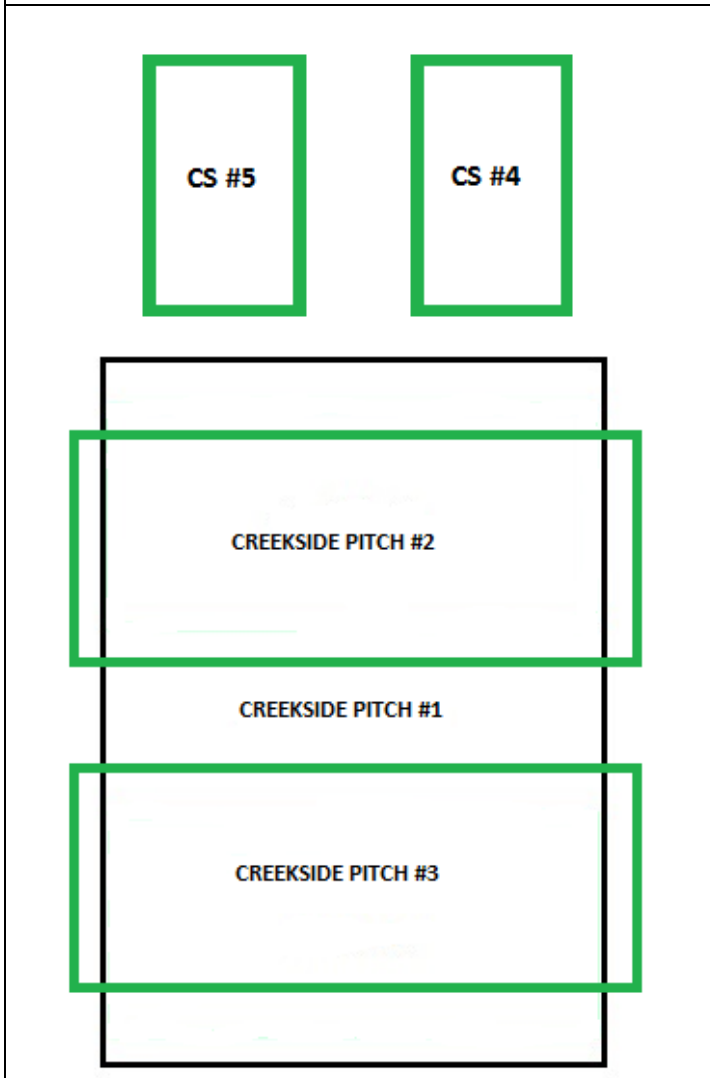 CS #5
CS #4
CREEKSIDE PITCH #2
CREEKSIDE PITCH #1
CREEKSIDE PITCH #3